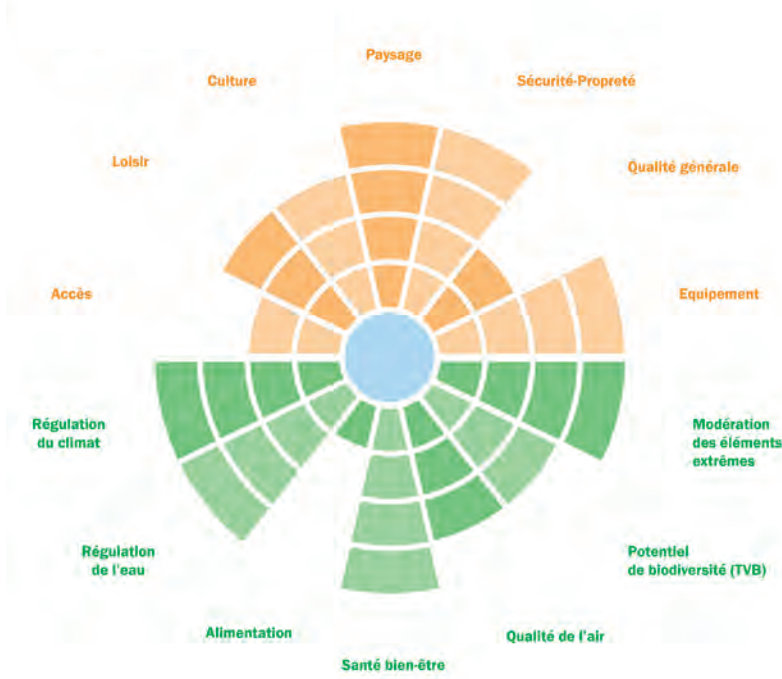 Paysage
Culture
Sécurité-Propreté
Loisir
Qualité générale
Accès
Equipement
Régulation
du climat
Modération
des éléments
extrêmes
Régulation
de l'eau
Potentiel
de biodiversité (TVB)
Alimentation
Qualité de l'air
Santé bien-être